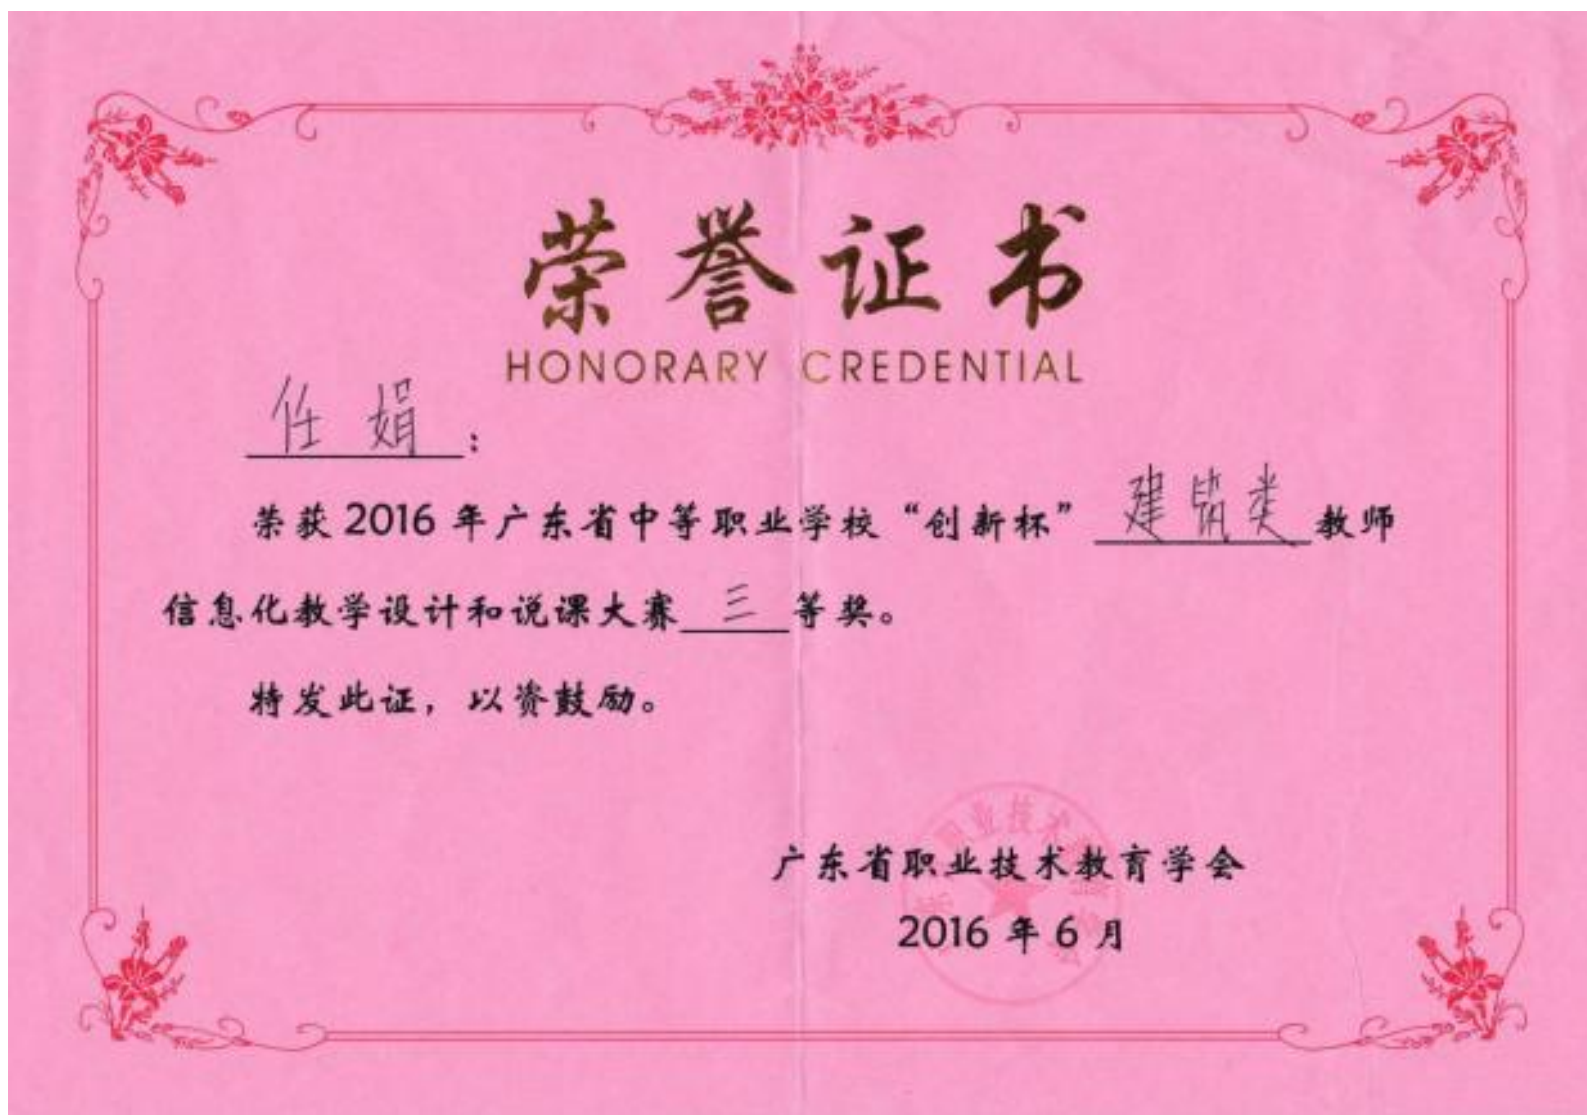 荣誉证书
HONORARY CREDENTIAL
任娟：
荣获2016年广东省中等职业学校“创新杯”建筑类教师
信息化教学设计和说课大赛三等奖。
特发此证，以资鼓励。
广东省职业技术教育学会
2016年6月